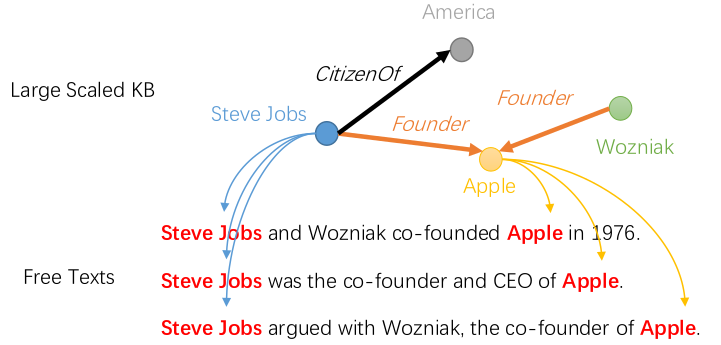 America
CitizenOf
Large Scaled KB
Founder
Steve Jobs
Founder
Wozniak
Apple
Steve Jobs and Wozniak co-founded Apple in 1976.
Free Texts
Steve Jobs was the co-founder and CEO of Apple.
Steve Jobs argued with Wozniak, the co-founder of Apple.